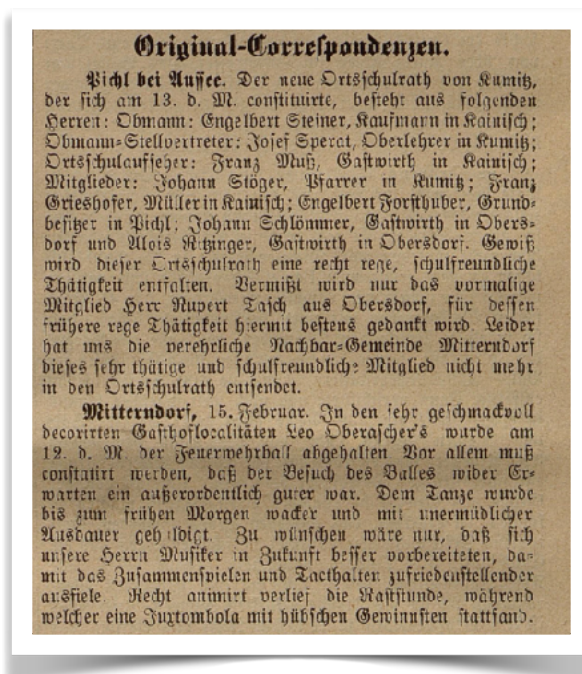 Original-Correspondenzen.
Pichl bei Aussee. Der neue Ortsschulrath von Kumitz,
der sich am 13. d. M. constituirte, besteht aus folgenden
Herren: Obmann: Engelbert Steiner, Kaufmann in Kainisch;
Obmann-Stellvertreter: Josef Sperat, Oberlehrer in Kumitz;
Ortsschulaufseher: Franz Muß, Gastwirth in Kainisch;
Mitglieder: Johann Stöger, Pfarrer in Kumitz; Franz
Grieshofer, Müller in Kainisch; Engelbert Forsthuber, Grund-
besitzer in Pichl; Johann Schlömmer, Gastwirth in Obers-
dorf und Alois Ritzinger, Gastwirth in Obersdorf. Gewiß
wird dieser Ortsschulrath eine recht rege, schulfreundliche
Thätigkeit entfalten. Vermißt wird nur das vormalige
Mitglied Herr Rupert Tasch aus Obersdorf, für dessen
frühere rege Thätigkeit hiermit bestens gedankt wird. Leider
hat uns die verehrliche Nachbar-Gemeinde Mitterndorf
dieses sehr thätige und schulfreundliche Mitglied nicht mehr
in den Ortsschulrath entsendet.
Mitterndorf, 15. Februar. In den sehr geschmackvoll
decorirten Gasthoflocalitäten Leo Oberascher's wurde am
12. d. M. der Feuerwehrball abgehalten Vor allem muß
constatirt werden, daß der Besuch des Balles wider Er-
warten ein außerordentlich guter war. Dem Tanze wurde
bis zum frühen Morgen wacker und mit unermüdlicher
Ausdauer gehuldigt. Zu wünschen wäre nur, daß sich
unsere Herrn Musiker in Zukunft besser vorbereiteten, da-
mit das Zusammenspielen und Tacthalten zufriedenstellender
ausfiele. Recht animirt verlief die Raststunde, während
welcher eine Juxtombola mit hübschen Gewinnsten stattfand.